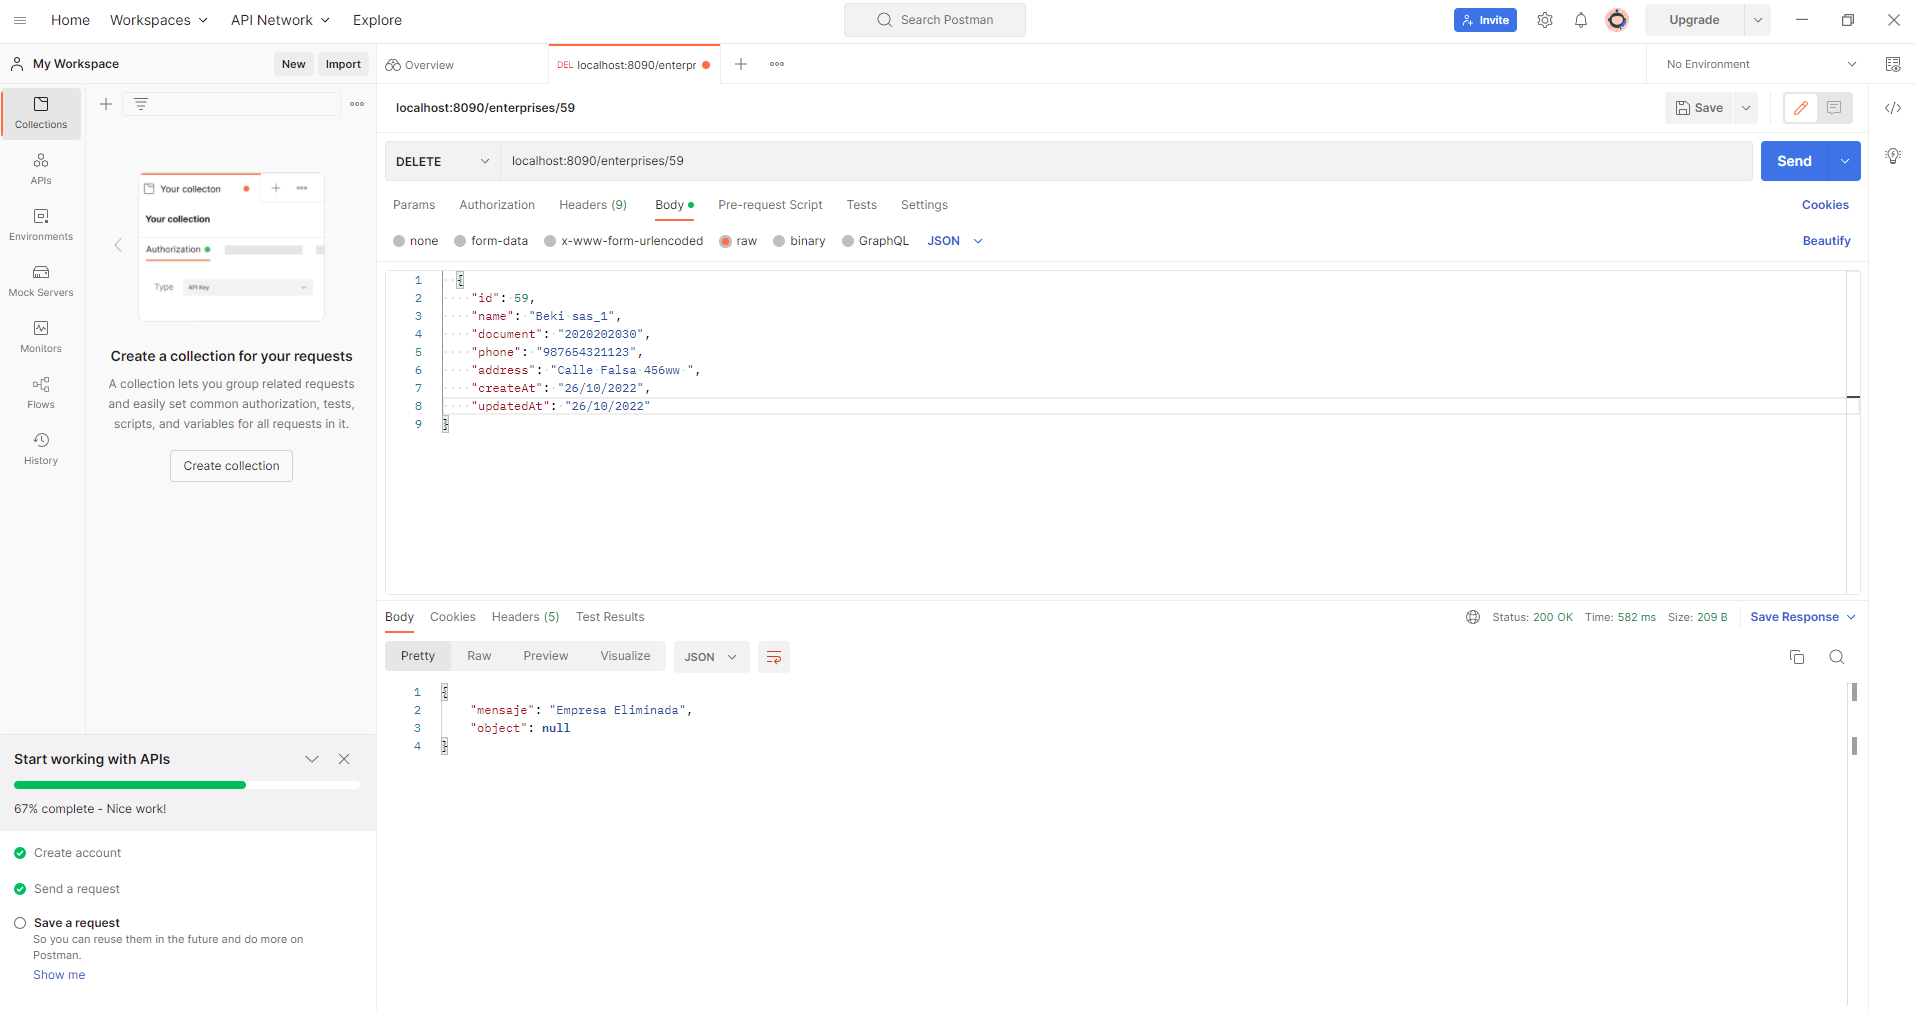 Home Workspaces API Network Explore
Search Postman
Invite
Upgrade
My Workspace
New Import
Overview
DEL localhost:8090/enterpr
No Environment
Collections
APIs
Environments
Mock Servers
Monitors
Flows
History
Your collecton
Your collection
Authorization
Type API Key
Create a collection for your requests
A collection lets you group related requests
and easily set common authorization, tests,
scripts, and variables for all requests in it.
Create collection
Start working with APIs
67% complete - Nice work!
Create account
Send a request
Save a request
So you can reuse them in the future and do more on
Postman.
Show me
localhost:8090/enterprises/59
Save
DELETE localhost:8090/enterprises/59
Send
Params Authorization Headers (9) Body Pre-request Script Tests Settings Cookies
none form-data x-www-form-urlencoded raw binary GraphQL JSON Beautify
1 {
2 "id": 59,
3 "name": "Beki sas_1",
4 "document": "2020202030",
5 "phone": "987654321123",
6 "address": "Calle Falsa 456ww ",
7 "createAt": "26/10/2022",
8 "updatedAt": "26/10/2022"
9 }
Body Cookies Headers (5) Test Results Status: 200 OK Time: 582 ms Size: 209 B Save Response
Pretty Raw Preview Visualize JSON
1 {
2 "mensaje": "Empresa Eliminada",
3 "object": null
4 }